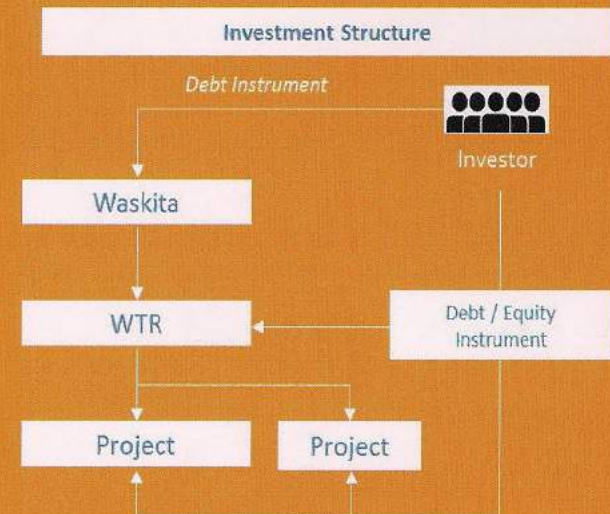 Investment Structure
Debt Instrument
Investor
Waskita
WTR
Debt / Equity
Instrument
Project
Project